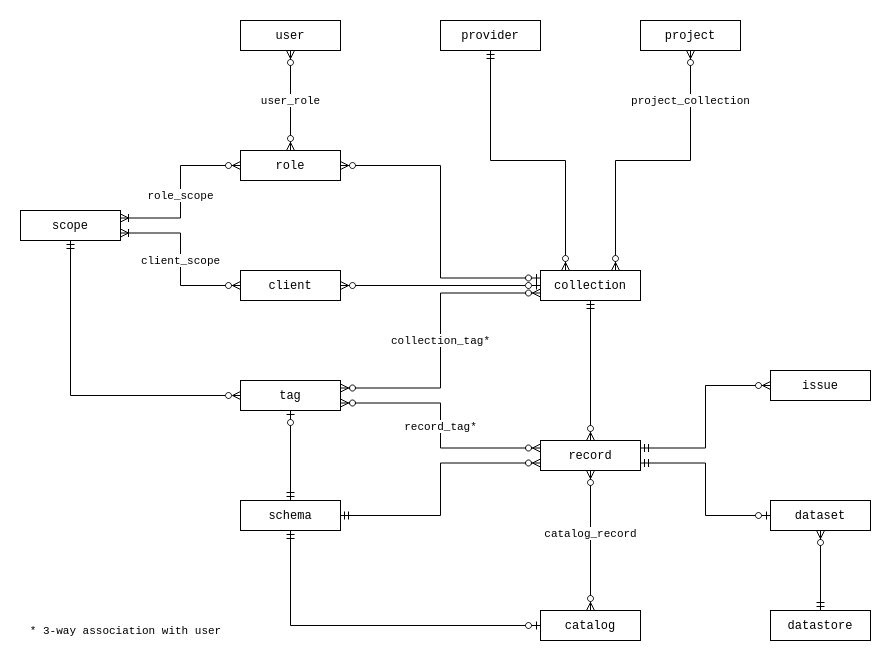 user
provider
project
user_role
project_collection
role
role_scope
scope
client_scope
client
collection
collection_tag*
issue
tag
record_tag*
record
schema
dataset
catalog_record
catalog
datastore
* 3-way association with user